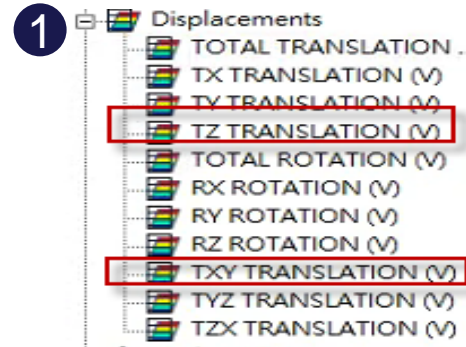 1
Displacements
TOTAL TRANSLATION .
TX TRANSLATION (V)
TY TRANSLATION (V)
TZ TRANSLATION (V)
TOTAL ROTATION (V)
RX ROTATION (V)
RY ROTATION (V)
RZ ROTATION (V)
TXY TRANSLATION (V)
TYZ TRANSLATION (V)
TZX TRANSLATION (V)